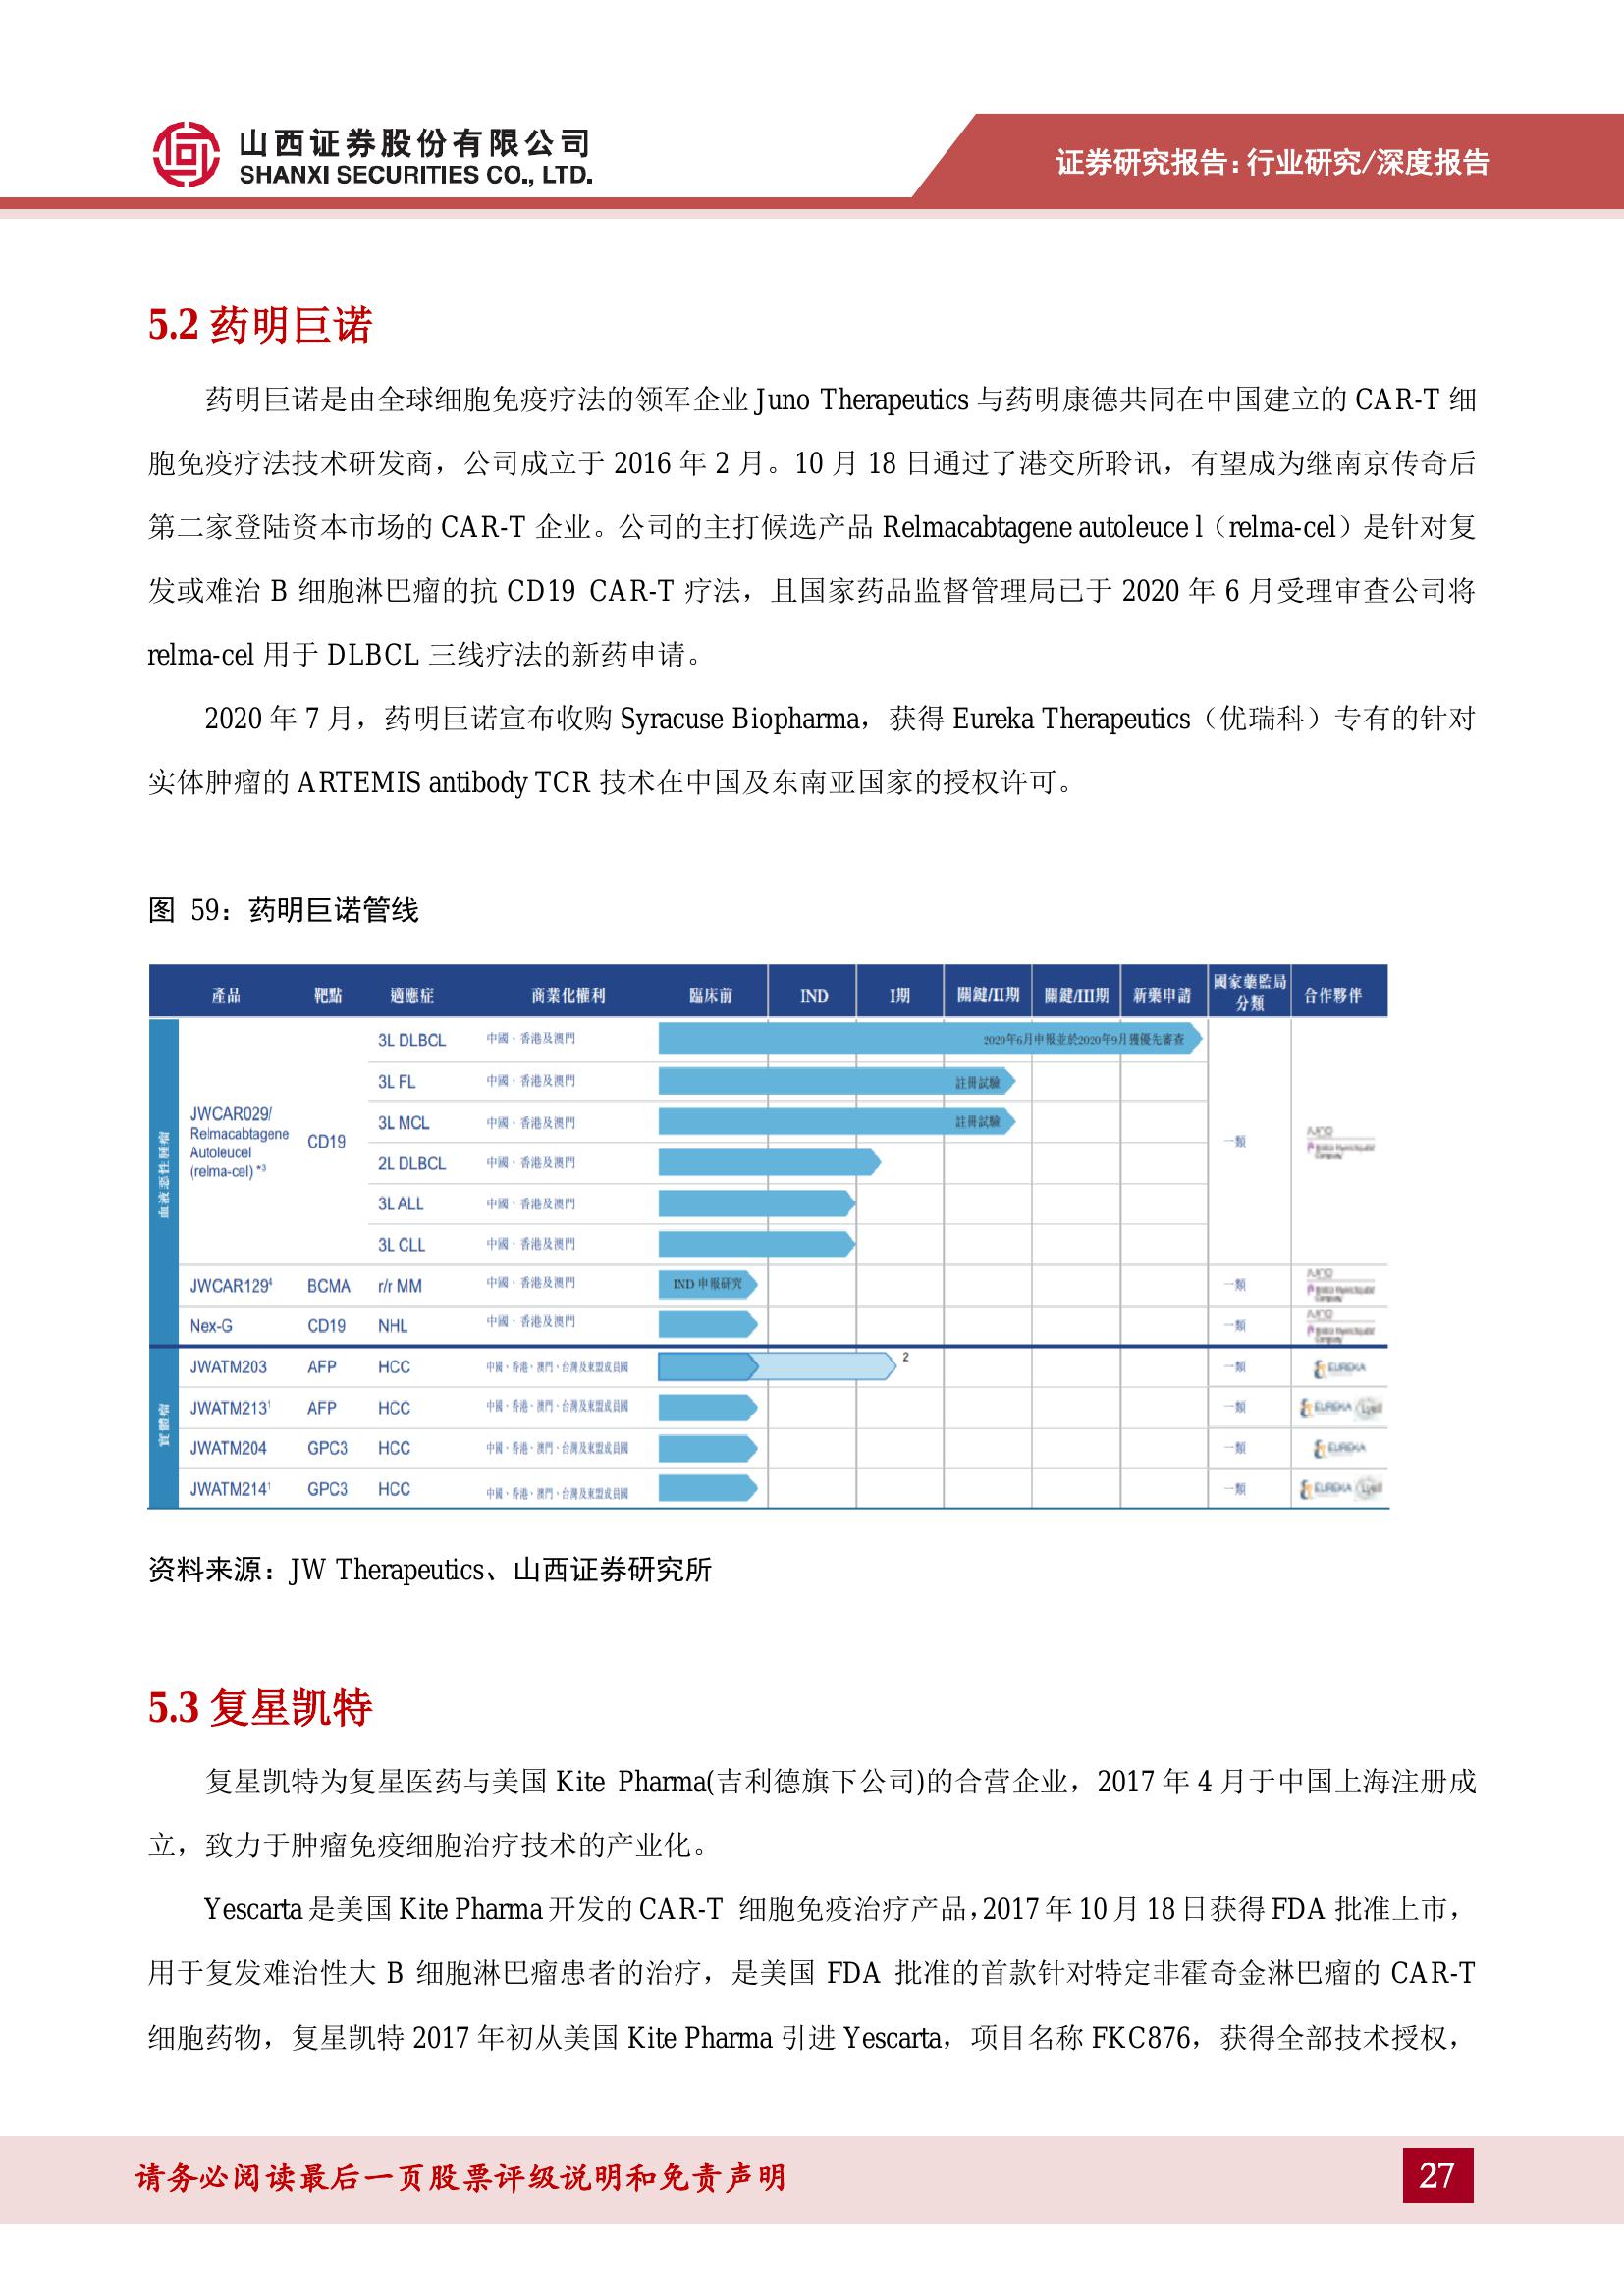 山西证券股份有限公司
SHANXI SECURITIES CO., LTD.
证券研究报告:行业研究/深度报告
5.2 药明巨诺
药明巨诺是由全球细胞免疫疗法的领军企业 Juno Therapeutics 与药明康德共同在中国建立的 CAR-T 细
胞免疫疗法技术研发商，公司成立于 2016 年 2 月。10 月 18 日通过了港交所聆讯，有望成为继南京传奇后
第二家登陆资本市场的 CAR-T 企业。公司的主打候选产品 Relmacabtagene autoleuce l（relma-cel）是针对复
发或难治 B 细胞淋巴瘤的抗 CD19 CAR-T 疗法，且国家药品监督管理局已于 2020 年 6 月受理审查公司将
relma-cel 用于 DLBCL 三线疗法的新药申请。
2020 年 7 月，药明巨诺宣布收购 Syracuse Biopharma，获得 Eureka Therapeutics（优瑞科）专有的针对
实体肿瘤的 ARTEMIS antibody TCR 技术在中国及东南亚国家的授权许可。
图 59：药明巨诺管线
產品 靶點 適應症 商業化權利 臨床前 IND I期 關鍵/II期 關鍵/III期 新藥申請 國家藥監局分類 合作夥伴
血液惡性腫瘤
JWCAR029/
Relmacabtagene
Autoleucel
(relma-cel) *3
CD19
3L DLBCL 中國、香港及澳門 2020年6月申報並於2020年9月獲優先審查
3L FL 中國、香港及澳門 註冊試驗
3L MCL 中國、香港及澳門 註冊試驗
一類
2L DLBCL 中國、香港及澳門
3L ALL 中國、香港及澳門
3L CLL 中國、香港及澳門
JWCAR129⁴ BCMA r/r MM 中國、香港及澳門 IND 申報研究 一類
Nex-G CD19 NHL 中國、香港及澳門 一類
實體瘤
JWATM203 AFP HCC 中國、香港、澳門、台灣及東盟成員國 2 一類 EUREKA
JWATM213¹ AFP HCC 中國、香港、澳門、台灣及東盟成員國 一類 EUREKA Lyell
JWATM204 GPC3 HCC 中國、香港、澳門、台灣及東盟成員國 一類 EUREKA
JWATM214¹ GPC3 HCC 中國、香港、澳門、台灣及東盟成員國 一類 EUREKA Lyell
资料来源：JW Therapeutics、山西证券研究所
5.3 复星凯特
复星凯特为复星医药与美国 Kite Pharma(吉利德旗下公司)的合营企业，2017 年 4 月于中国上海注册成
立，致力于肿瘤免疫细胞治疗技术的产业化。
Yescarta 是美国 Kite Pharma 开发的 CAR-T 细胞免疫治疗产品，2017 年 10 月 18 日获得 FDA 批准上市，
用于复发难治性大 B 细胞淋巴瘤患者的治疗，是美国 FDA 批准的首款针对特定非霍奇金淋巴瘤的 CAR-T
细胞药物，复星凯特 2017 年初从美国 Kite Pharma 引进 Yescarta，项目名称 FKC876，获得全部技术授权，
请务必阅读最后一页股票评级说明和免责声明
27